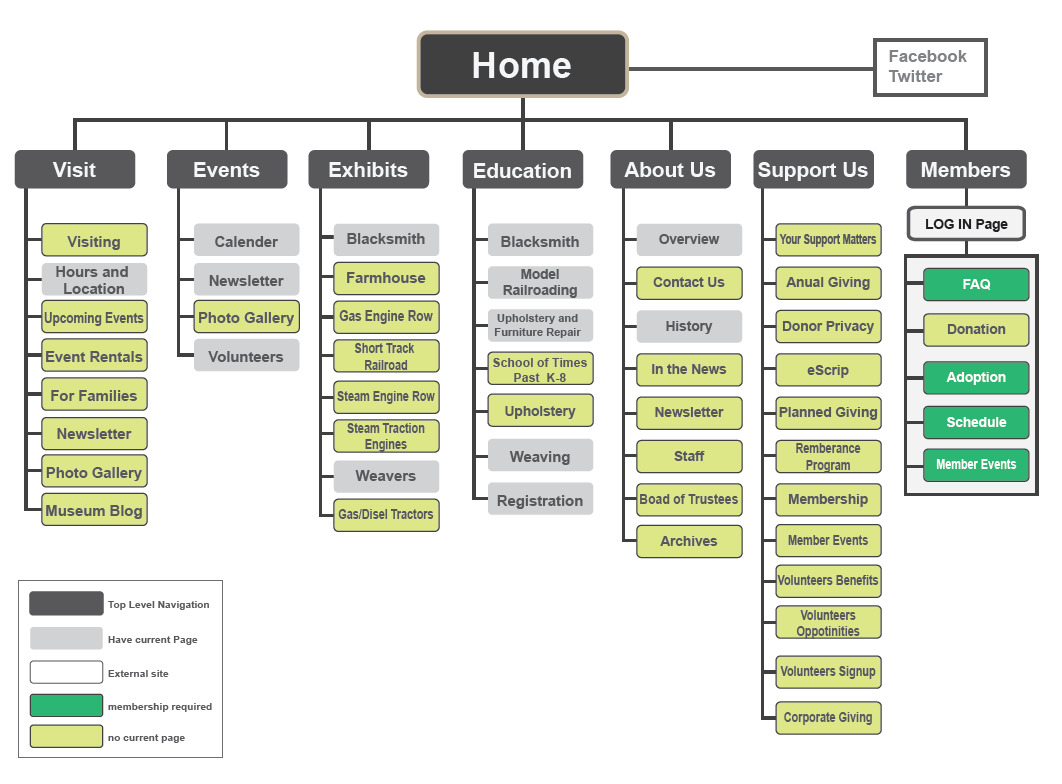 Home
Facebook
Twitter
Visit
Events
Exhibits
Education
About Us
Support Us
Members
Visiting
Hours and
Location
Upcoming Events
Event Rentals
For Families
Newsletter
Photo Gallery
Museum Blog
Calender
Newsletter
Photo Gallery
Volunteers
Blacksmith
Farmhouse
Gas Engine Row
Short Track
Railroad
Steam Engine Row
Steam Traction
Engines
Weavers
Gas/Disel Tractors
Blacksmith
Model
Railroading
Upholstery and
Furniture Repair
School of Times
Past K-8
Upholstery
Weaving
Registration
Overview
Contact Us
History
In the News
Newsletter
Staff
Boad of Trustees
Archives
Your Support Matters
Anual Giving
Donor Privacy
eScrip
Planned Giving
Remberance
Program
Membership
Member Events
Volunteers Benefits
Volunteers
Oppotinities
Volunteers Signup
Corporate Giving
LOG IN Page
FAQ
Donation
Adoption
Schedule
Member Events
Top Level Navigation
Have current Page
External site
membership required
no current page